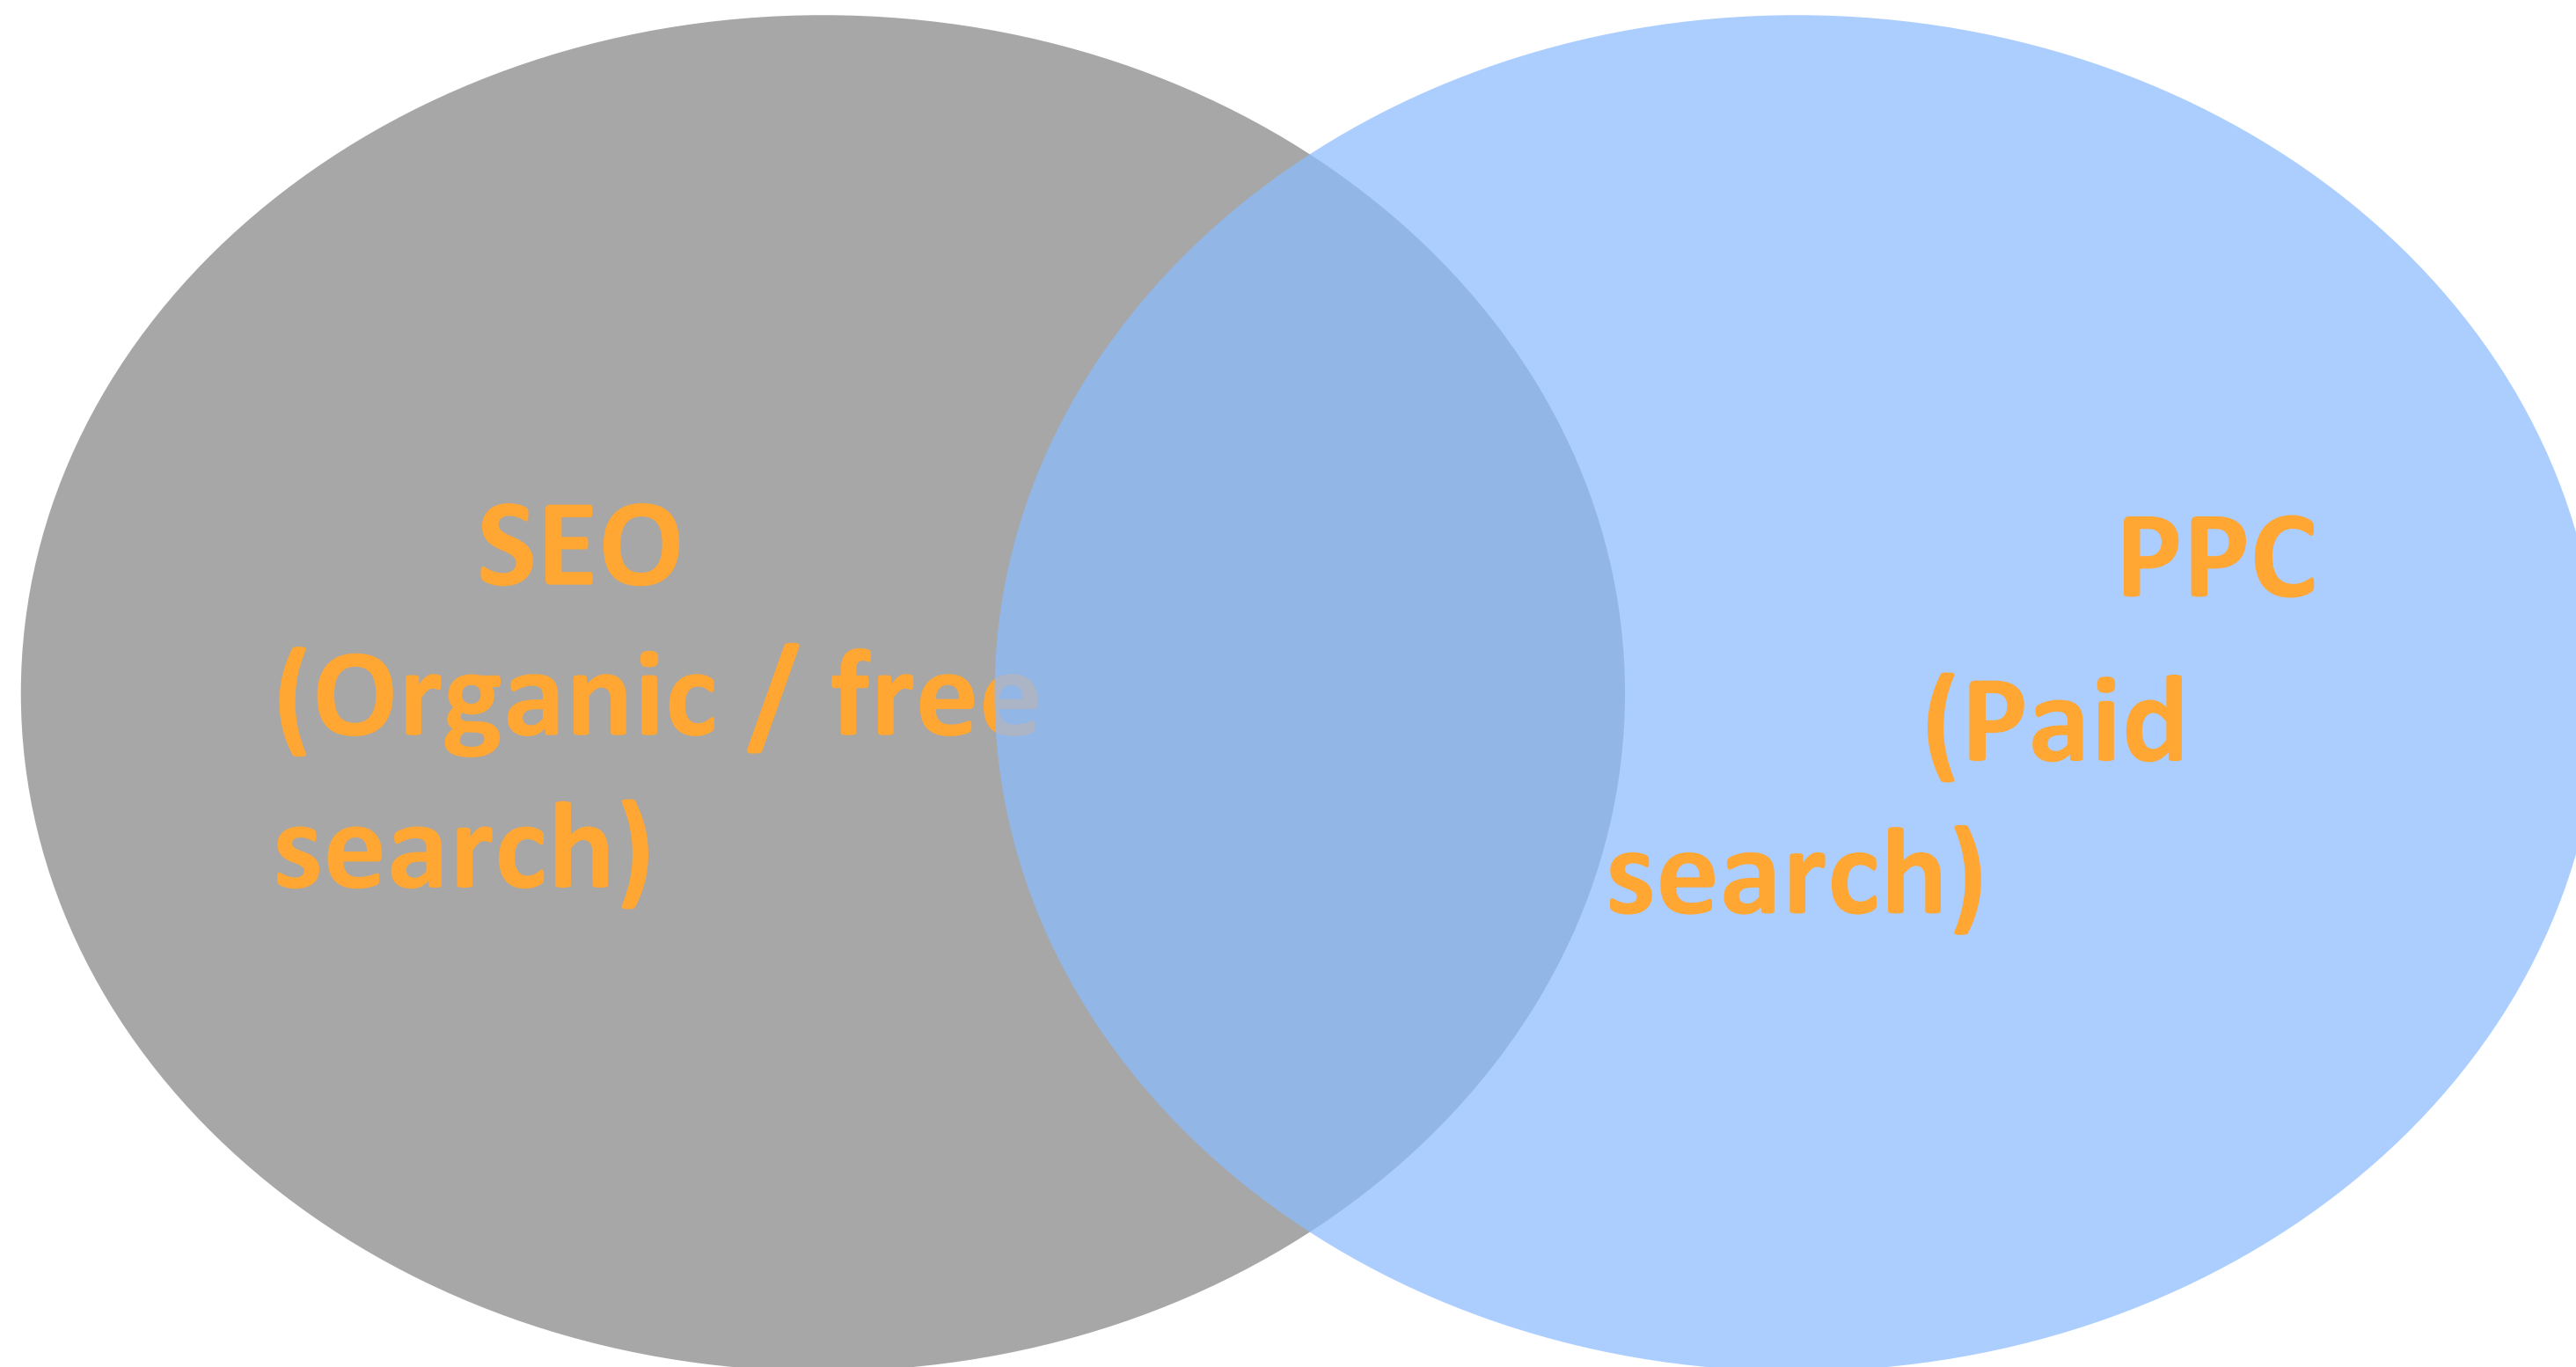 SEO
(Organic / free
search)
PPC
(Paid
search)